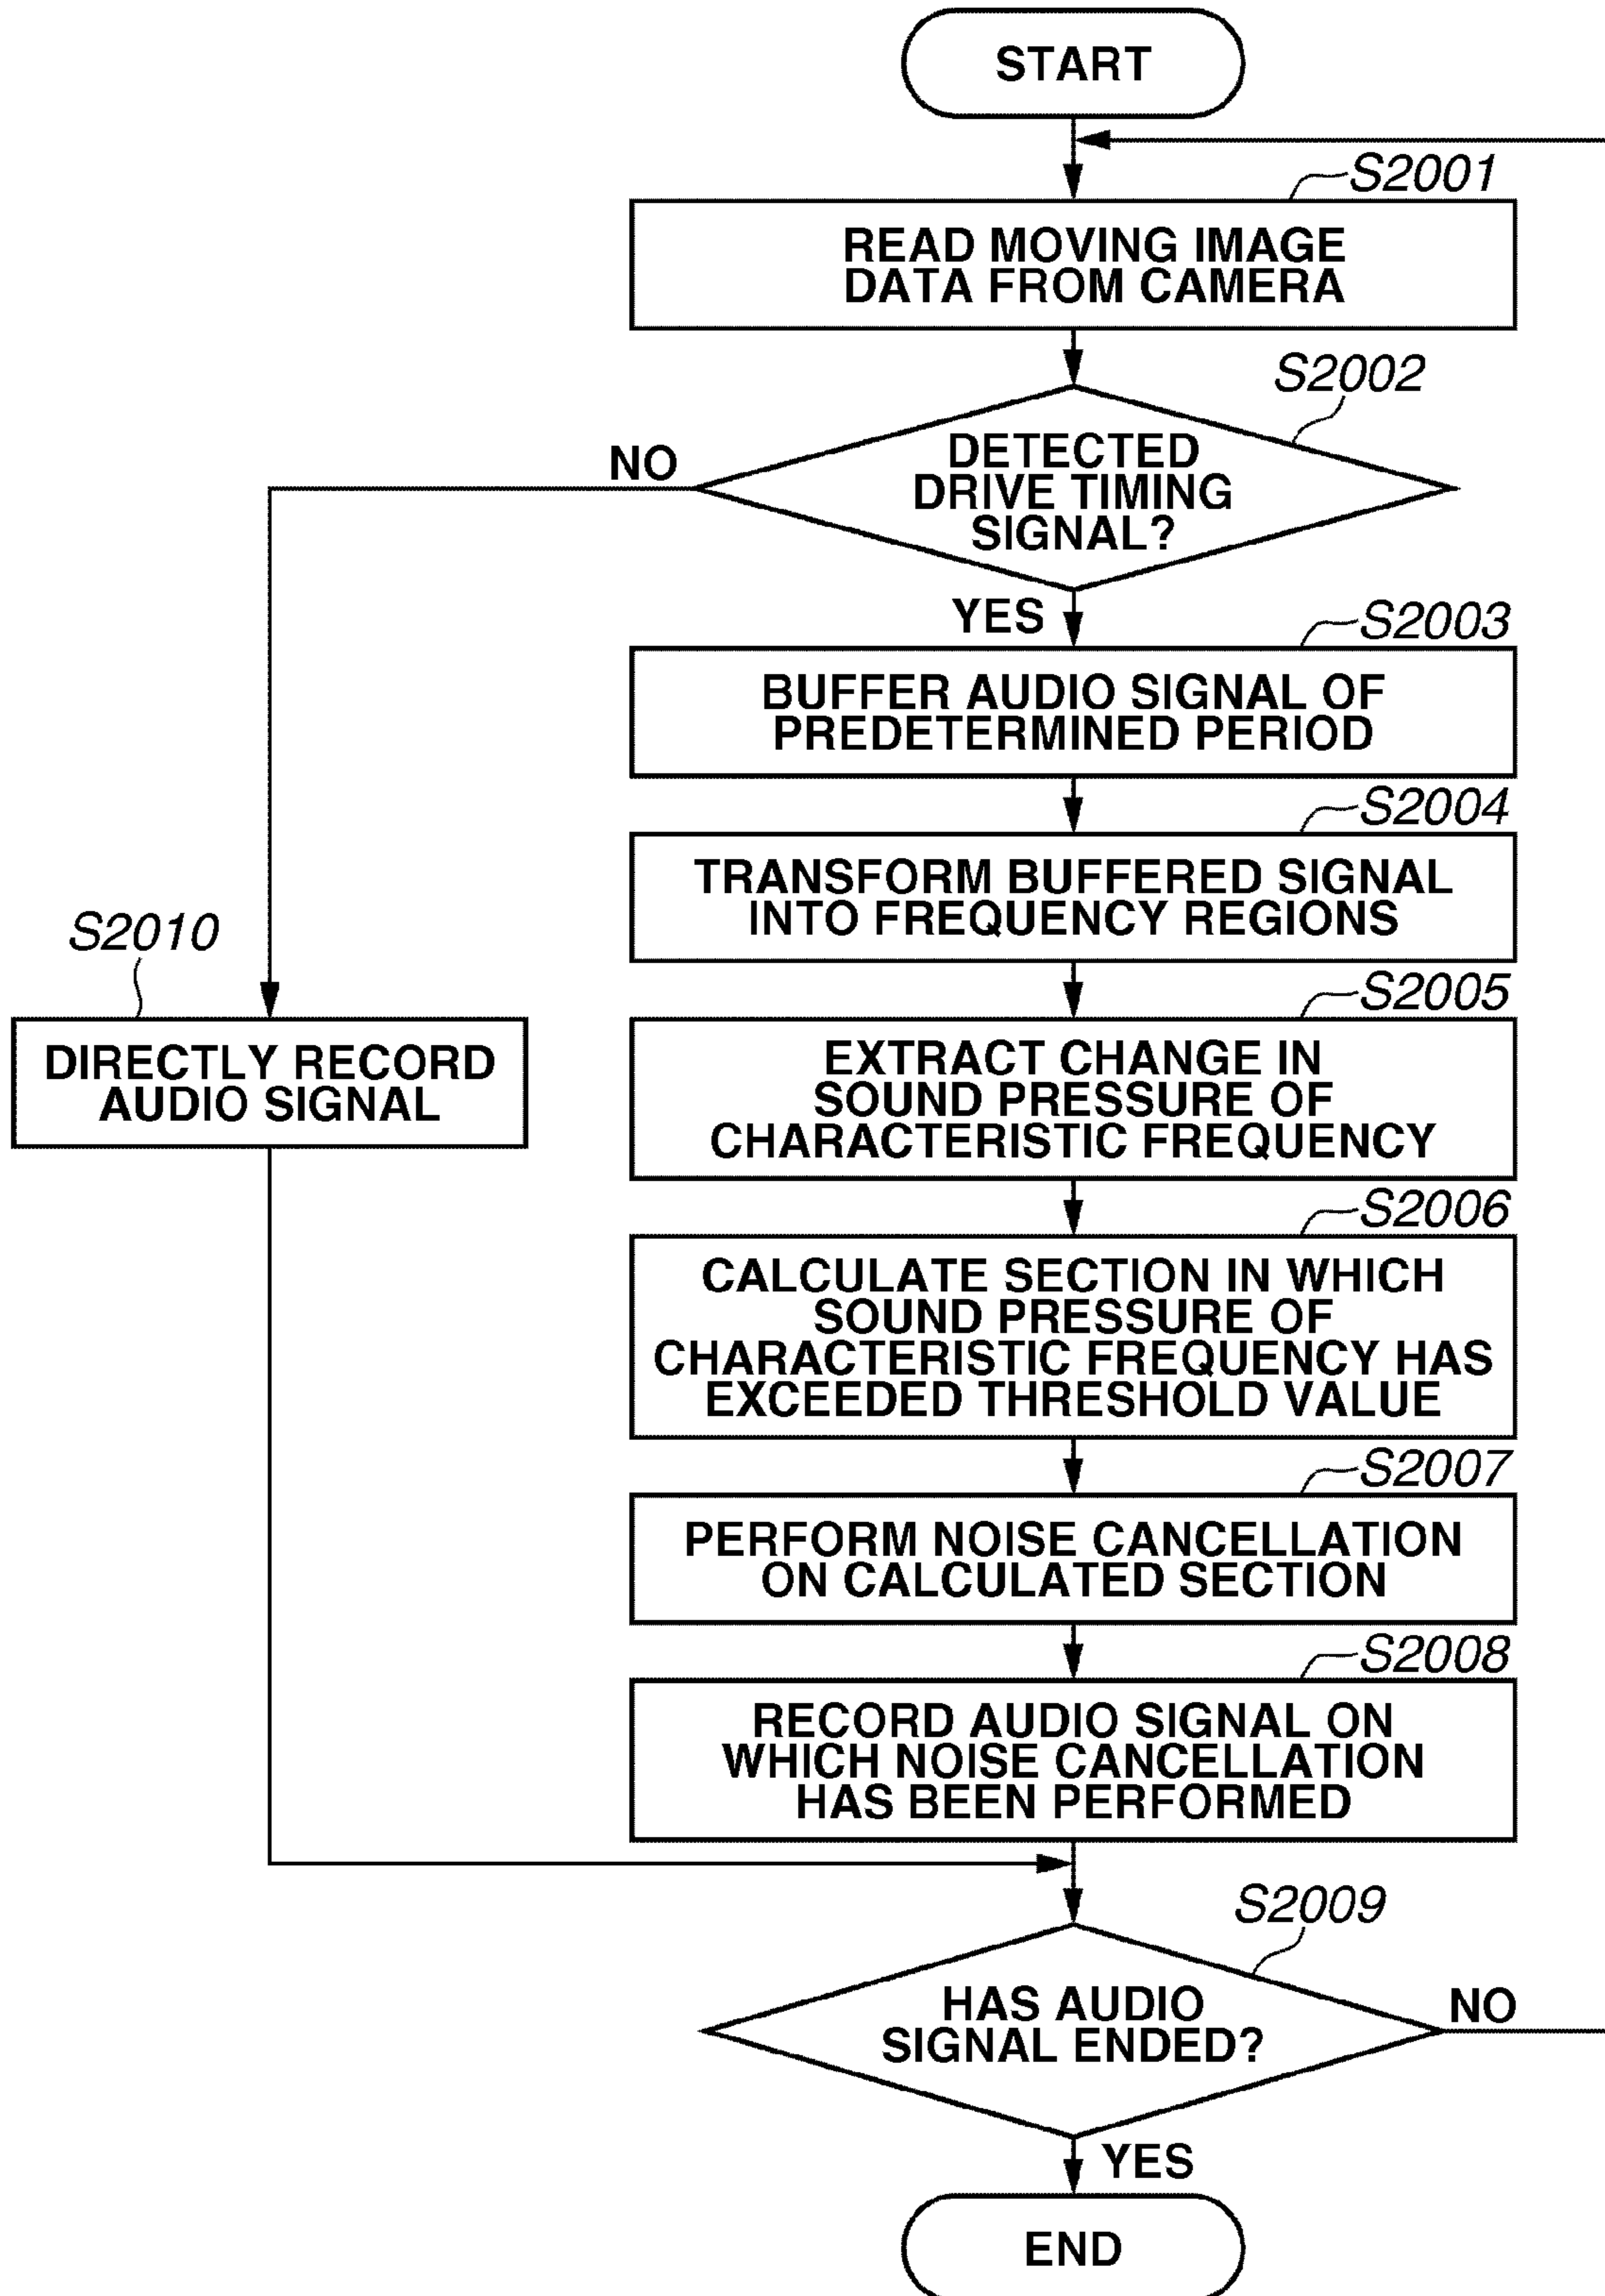 START
S2001
READ MOVING IMAGE
DATA FROM CAMERA
S2002
DETECTED
DRIVE TIMING
SIGNAL?
NO
YES
S2003
BUFFER AUDIO SIGNAL OF
PREDETERMINED PERIOD
S2004
TRANSFORM BUFFERED SIGNAL
INTO FREQUENCY REGIONS
S2010
DIRECTLY RECORD
AUDIO SIGNAL
S2005
EXTRACT CHANGE IN
SOUND PRESSURE OF
CHARACTERISTIC FREQUENCY
S2006
CALCULATE SECTION IN WHICH
SOUND PRESSURE OF
CHARACTERISTIC FREQUENCY HAS
EXCEEDED THRESHOLD VALUE
S2007
PERFORM NOISE CANCELLATION
ON CALCULATED SECTION
S2008
RECORD AUDIO SIGNAL ON
WHICH NOISE CANCELLATION
HAS BEEN PERFORMED
S2009
HAS AUDIO
SIGNAL ENDED?
NO
YES
END